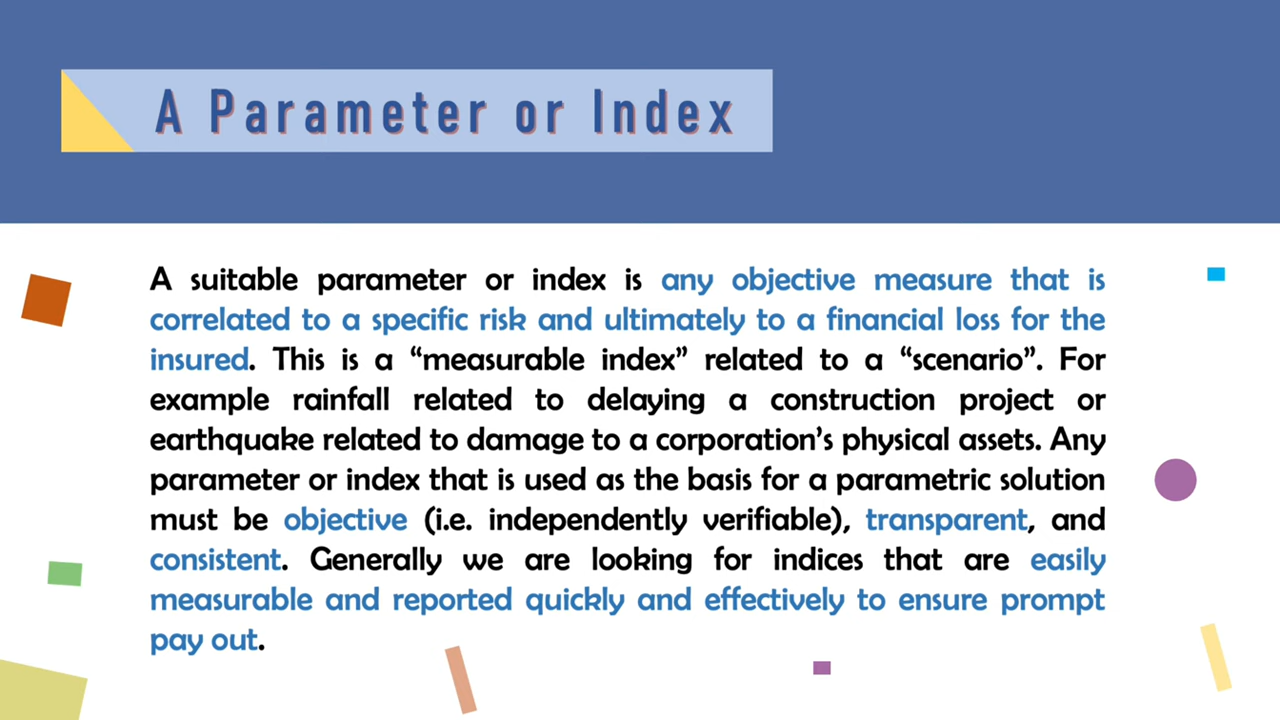 A Parameter or Index
A suitable parameter or index is any objective measure that is
correlated to a specific risk and ultimately to a financial loss for the
insured. This is a “measurable index” related to a “scenario”. For
example rainfall related to delaying a construction project or
earthquake related to damage to a corporation’s physical assets. Any
parameter or index that is used as the basis for a parametric solution
must be objective (i.e. independently verifiable), transparent, and
consistent. Generally we are looking for indices that are easily
measurable and reported quickly and effectively to ensure prompt
pay out.